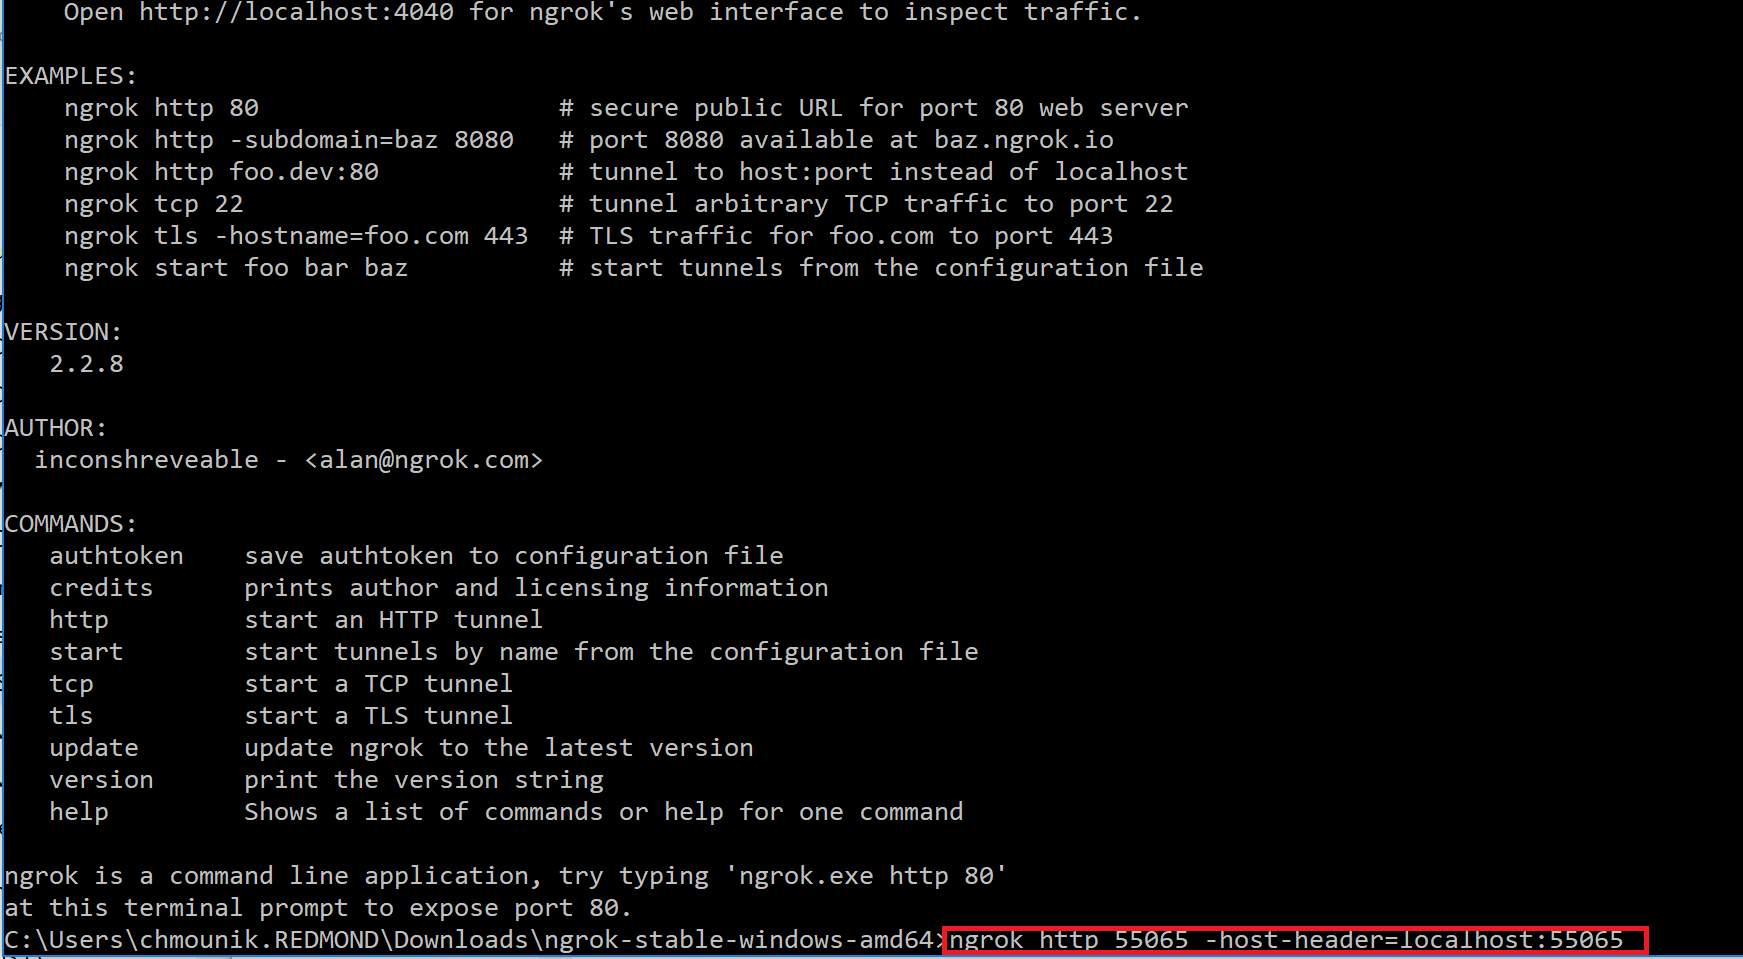 Open http://localhost:4040 for ngrok's web interface to inspect traffic.
EXAMPLES:
ngrok http 80 # secure public URL for port 80 web server
ngrok http -subdomain=baz 8080 # port 8080 available at baz.ngrok.io
ngrok http foo.dev:80 # tunnel to host:port instead of localhost
ngrok tcp 22 # tunnel arbitrary TCP traffic to port 22
ngrok tls -hostname=foo.com 443 # TLS traffic for foo.com to port 443
ngrok start foo bar baz # start tunnels from the configuration file
VERSION:
2.2.8
AUTHOR:
inconshreveable - <alan@ngrok.com>
COMMANDS:
authtoken save authtoken to configuration file
credits prints author and licensing information
http start an HTTP tunnel
start start tunnels by name from the configuration file
tcp start a TCP tunnel
tls start a TLS tunnel
update update ngrok to the latest version
version print the version string
help Shows a list of commands or help for one command
ngrok is a command line application, try typing 'ngrok.exe http 80'
at this terminal prompt to expose port 80.
C:\Users\chmounik.REDMOND\Downloads\ngrok-stable-windows-amd64>ngrok http 55065 -host-header=localhost:55065